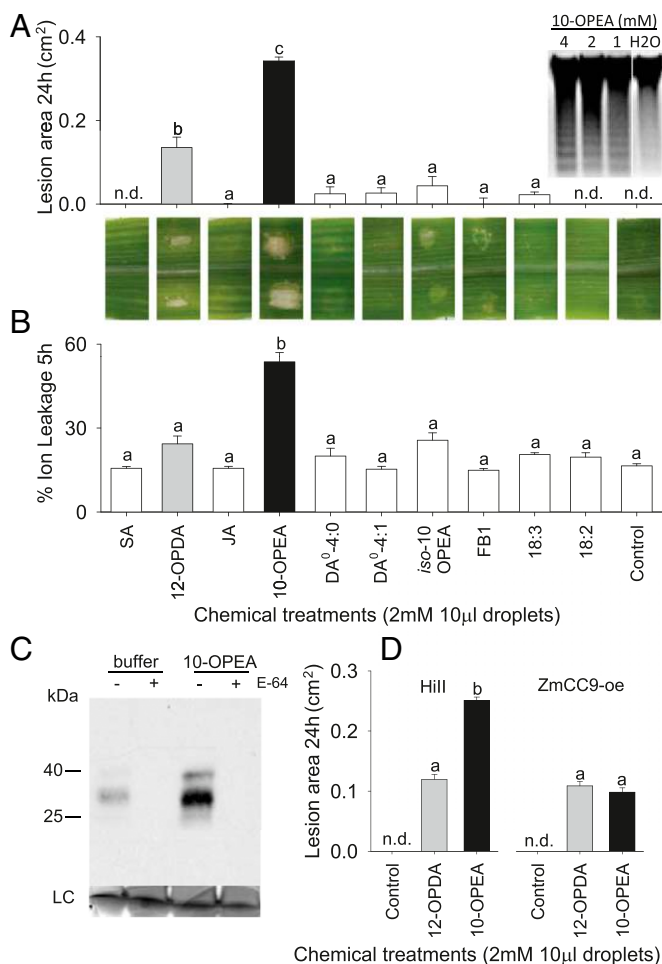 A
Lesion area 24h (cm²)
0.4
0.2
0.0
n.d.
b
a
c
a
a
a
a
a
n.d.
n.d.
10-OPEA (mM)
4 2 1 H2O
B
% Ion Leakage 5h
60
30
0
a
a
a
b
a
a
a
a
a
a
a
SA
12-OPDA
JA
10-OPEA
DA⁰-4:0
DA⁰-4:1
iso-10
OPEA
FB1
18:3
18:2
Control
Chemical treatments (2mM 10µl droplets)
C
buffer 10-OPEA
- + - + E-64
kDa
40
25
LC
D
Lesion area 24h (cm²)
0.3
0.2
0.1
0.0
HiII
n.d.
a
b
Control
12-OPDA
10-OPEA
ZmCC9-oe
n.d.
a
a
Control
12-OPDA
10-OPEA
Chemical treatments (2mM 10µl droplets)